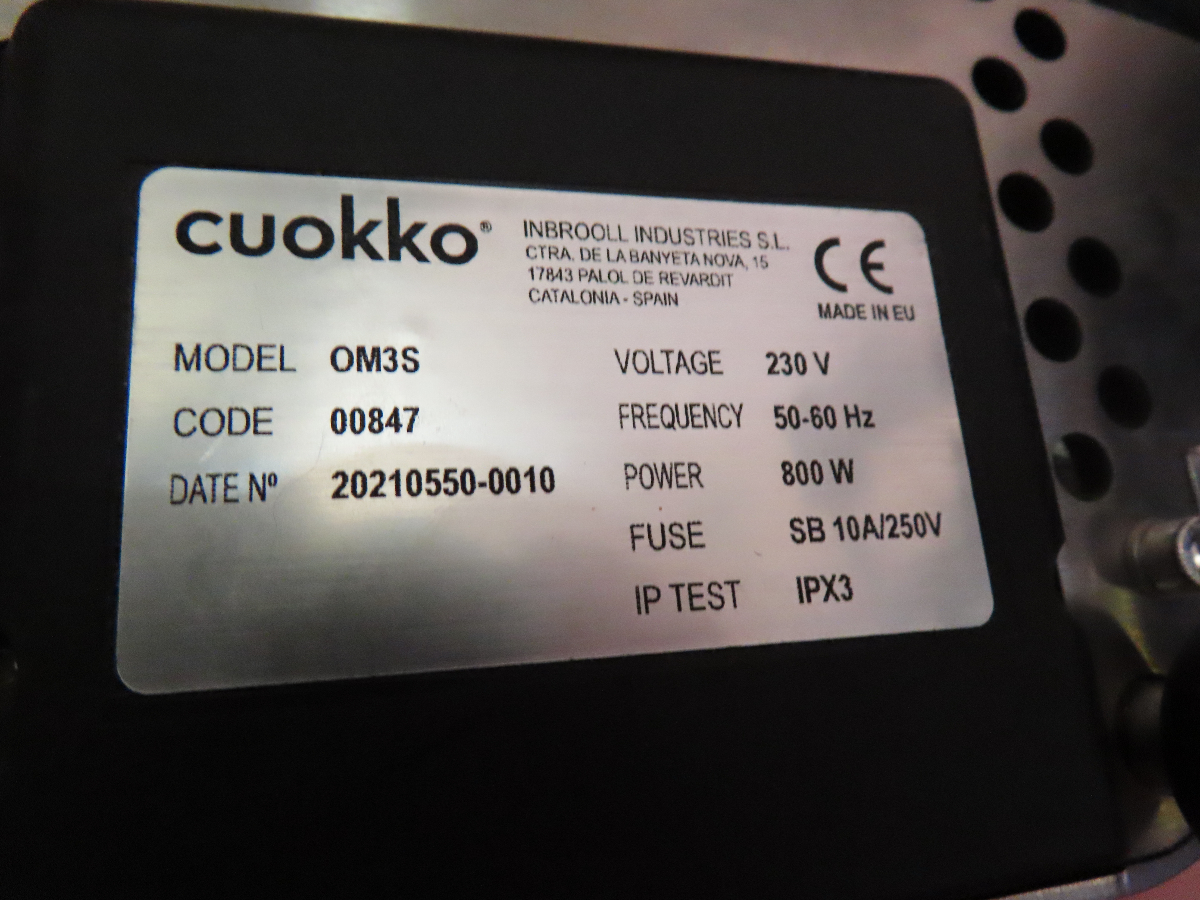 cuokko®
INBROOLL INDUSTRIES S.L.
CTRA. DE LA BANYETA NOVA, 15
17843 PALOL DE REVARDIT
CATALONIA - SPAIN
CE
MADE IN EU
MODEL OM3S
CODE 00847
DATE Nº 20210550-0010
VOLTAGE 230 V
FREQUENCY 50-60 Hz
POWER 800 W
FUSE SB 10A/250V
IP TEST IPX3